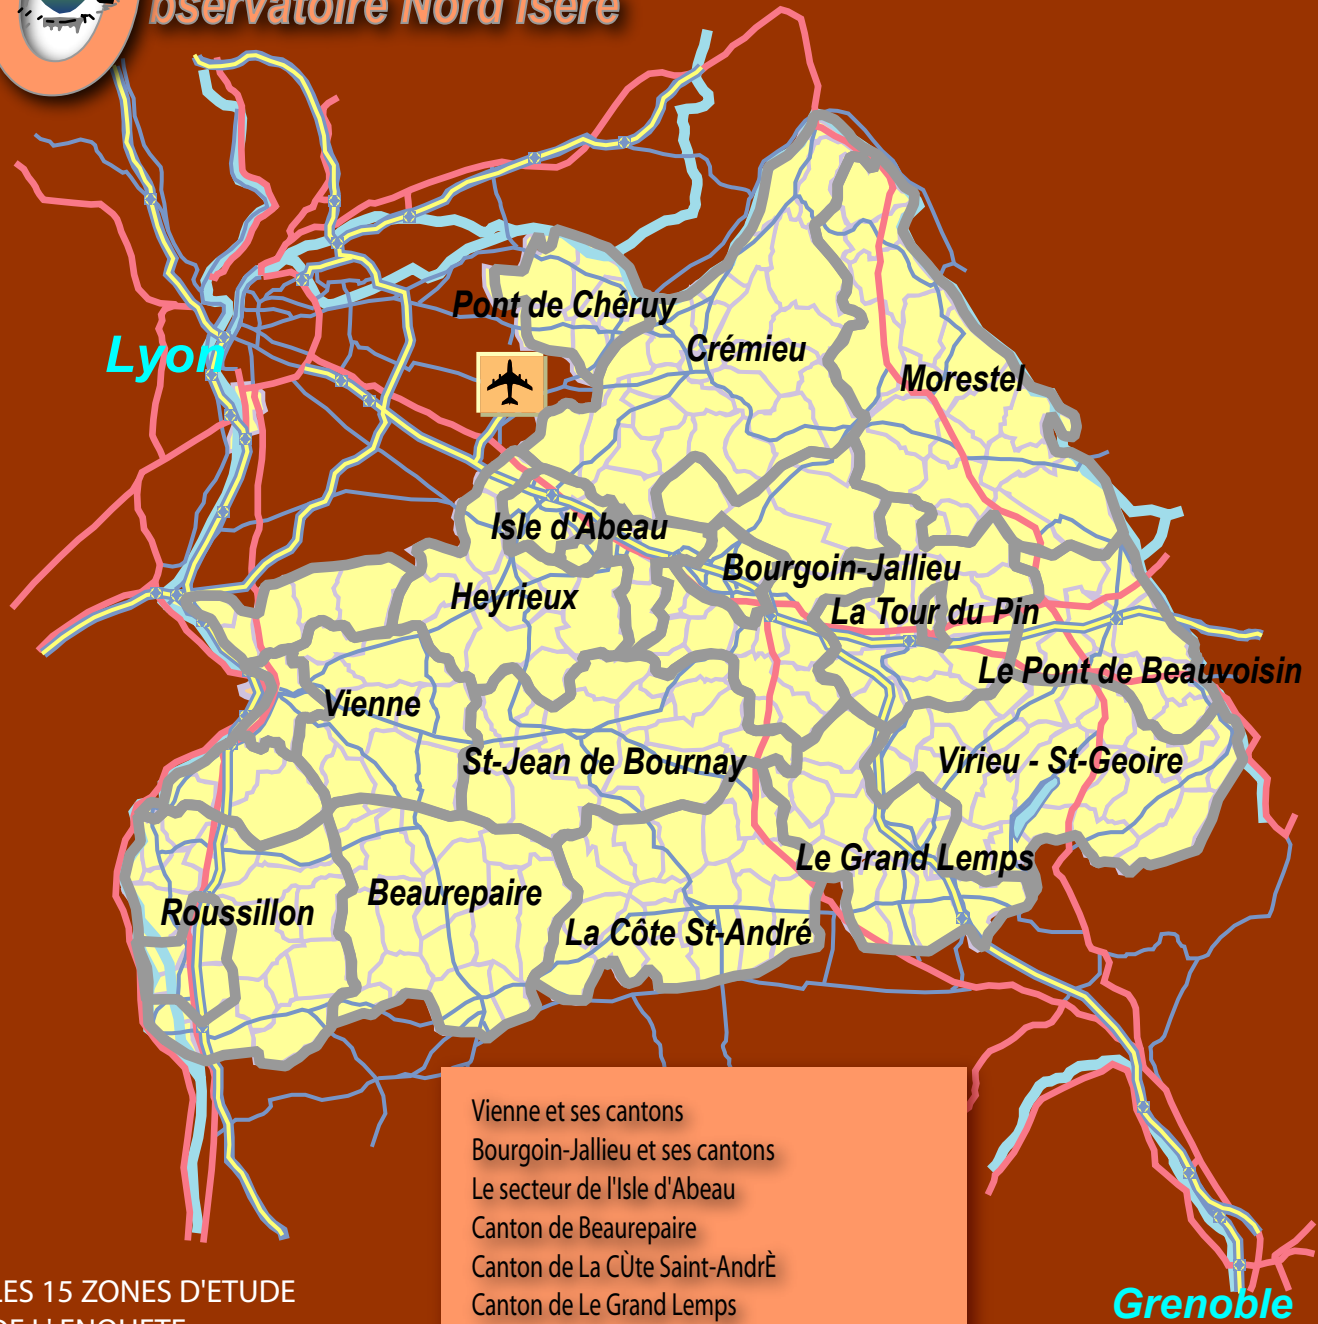 bservatoire Nord Isère
Pont de Chéruy
Crémieu
Lyon
Morestel
Isle d'Abeau
Bourgoin-Jallieu
Heyrieux
La Tour du Pin
Le Pont de Beauvoisin
Vienne
St-Jean de Bournay
Virieu - St-Geoire
Le Grand Lemps
Beaurepaire
Roussillon
La Côte St-André
Vienne et ses cantons
Bourgoin-Jallieu et ses cantons
Le secteur de l'Isle d'Abeau
Canton de Beaurepaire
Canton de La CÙte Saint-AndrÈ
Canton de Le Grand Lemps
LES 15 ZONES D'ETUDE
DE L'ENQUETE
Grenoble